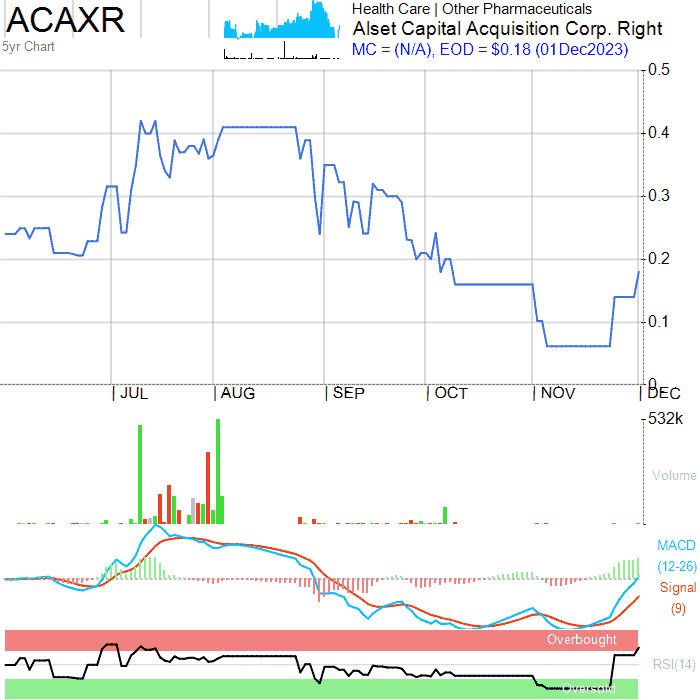 ACAXR
5yr Chart
Health Care | Other Pharmaceuticals
Alset Capital Acquisition Corp. Right
MC = (N/A), EOD = $0.18 (01Dec2023)
0.5
0.4
0.3
0.2
0.1
0
JUL AUG SEP OCT NOV DEC
532k
Volume
MACD
(12-26)
Signal
(9)
Overbought
RSI(14)
Oversold